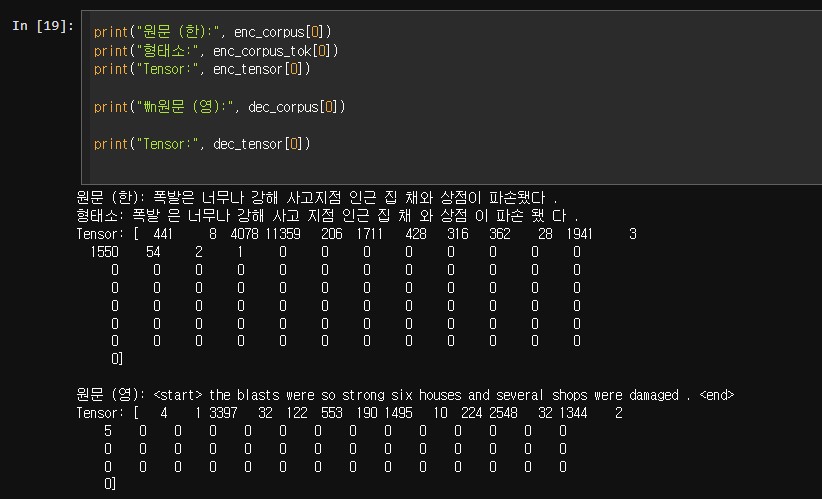 In [19]:
print("원문 (한):", enc_corpus[0])
print("형태소:", enc_corpus_tok[0])
print("Tensor:", enc_tensor[0])
print("₩n원문 (영):", dec_corpus[0])
print("Tensor:", dec_tensor[0])
원문 (한): 폭발은 너무나 강해 사고지점 인근 집 채와 상점이 파손됐다 .
형태소: 폭발 은 너무나 강해 사고 지점 인근 집 채 와 상점 이 파손 됐 다 .
Tensor: [ 441 8 4078 11359 206 1711 428 316 362 28 1941 3
1550 54 2 1 0 0 0 0 0 0 0 0
0 0 0 0 0 0 0 0 0 0 0 0
0 0 0 0 0 0 0 0 0 0 0 0
0 0 0 0 0 0 0 0 0 0 0 0
0 0 0 0 0 0 0 0 0 0 0 0
0 0 0 0 0 0 0 0 0 0 0 0
0]
원문 (영): <start> the blasts were so strong six houses and several shops were damaged . <end>
Tensor: [ 4 1 3397 32 122 553 190 1495 10 224 2548 32 1344 2
5 0 0 0 0 0 0 0 0 0 0 0 0 0
0 0 0 0 0 0 0 0 0 0 0 0 0 0
0 0 0 0 0 0 0 0 0 0 0 0 0 0
0]